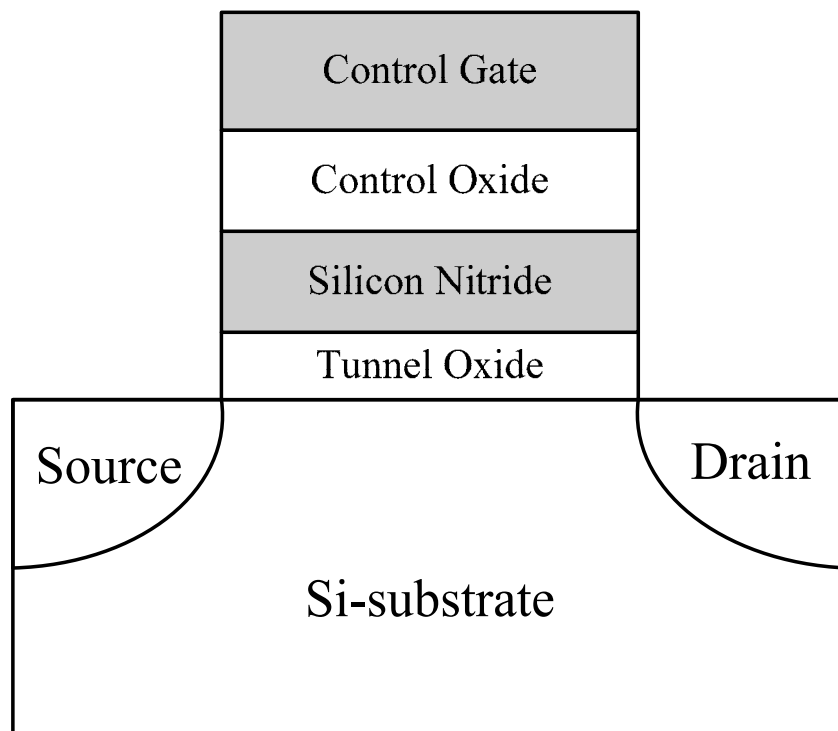 Control Gate
Control Oxide
Silicon Nitride
Tunnel Oxide
Source
Drain
Si-substrate